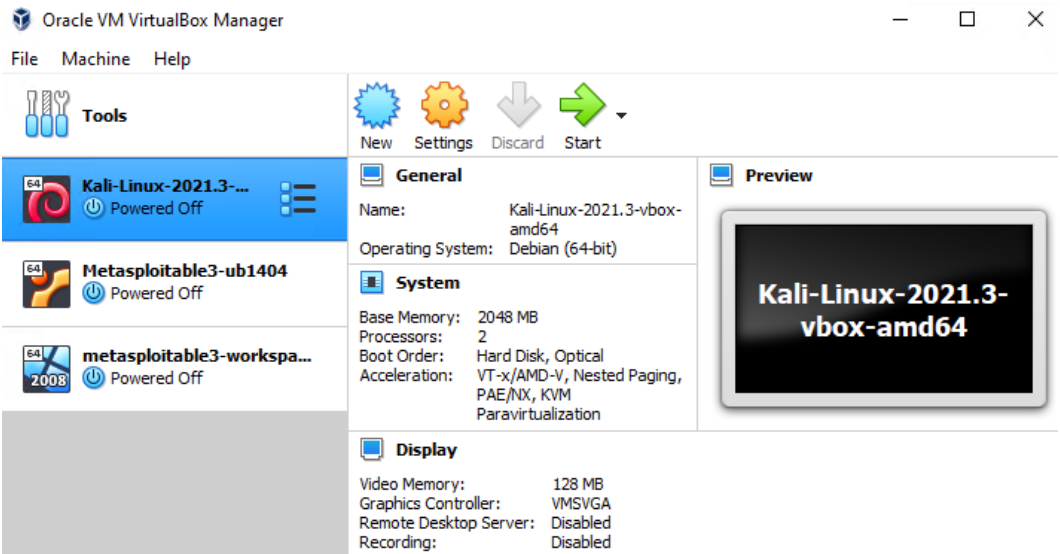 Oracle VM VirtualBox Manager
File Machine Help
Tools
New Settings Discard Start
64
Kali-Linux-2021.3-...
Powered Off
64
Metasploitable3-ub1404
Powered Off
64
2008
metasploitable3-workspa...
Powered Off
General
Name: Kali-Linux-2021.3-vbox-
amd64
Operating System: Debian (64-bit)
System
Base Memory: 2048 MB
Processors: 2
Boot Order: Hard Disk, Optical
Acceleration: VT-x/AMD-V, Nested Paging,
PAE/NX, KVM
Paravirtualization
Preview
Kali-Linux-2021.3-
vbox-amd64
Display
Video Memory: 128 MB
Graphics Controller: VMSVGA
Remote Desktop Server: Disabled
Recording: Disabled